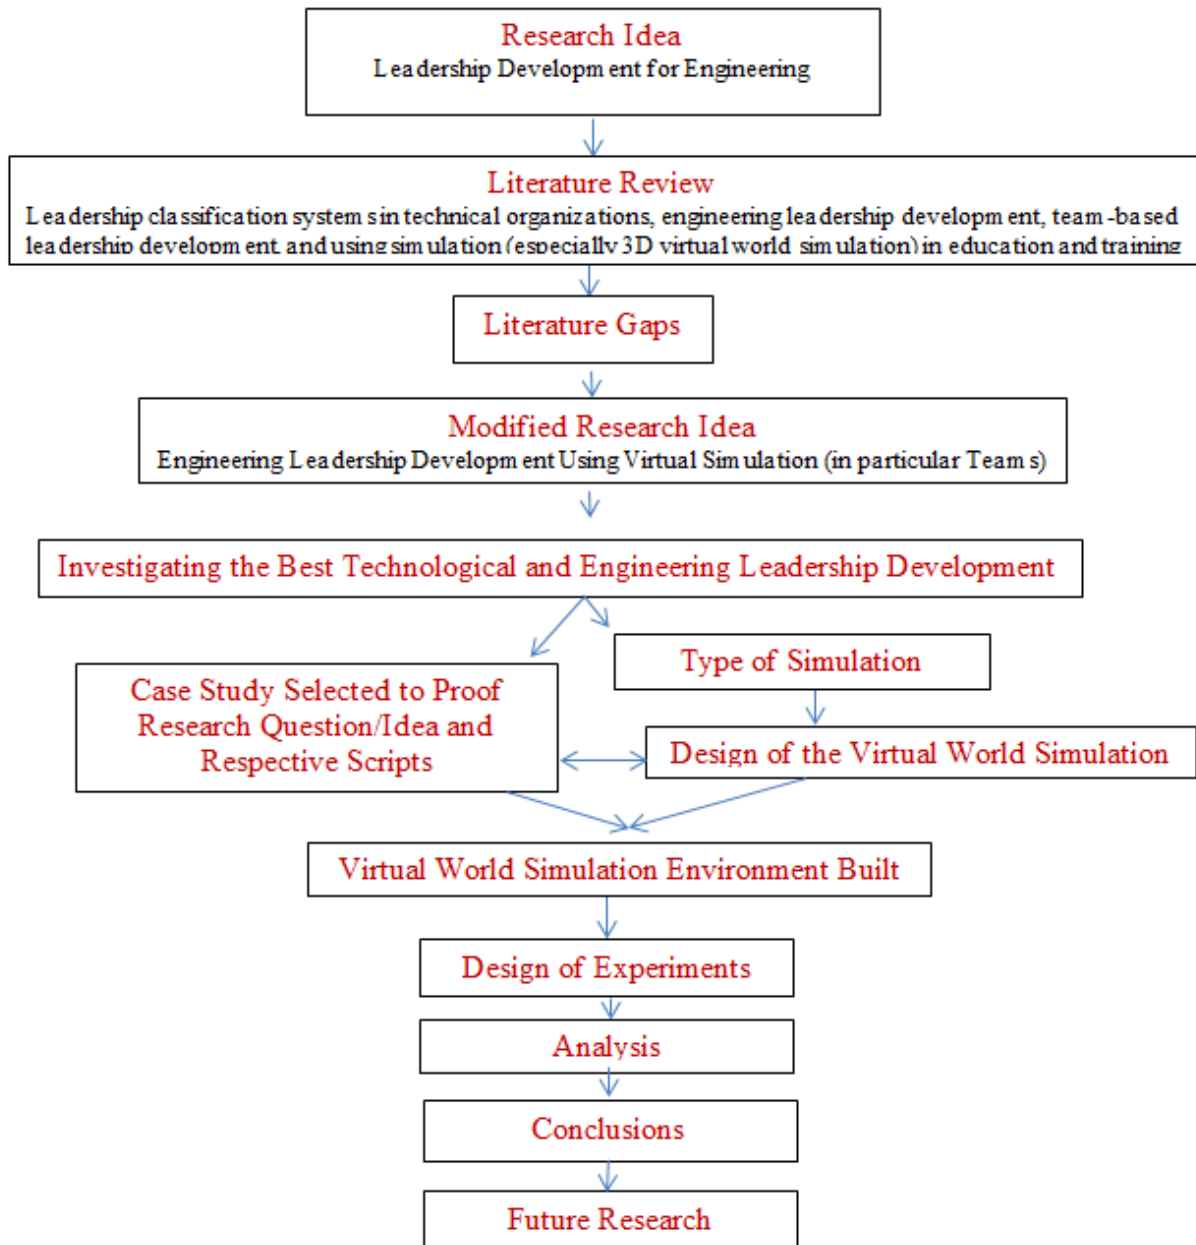 Research Idea
Leadership Development for Engineering
Literature Review
Leadership classification systems in technical organizations, engineering leadership development, team-based
leadership development, and using simulation (especially 3D virtual world simulation) in education and training
Literature Gaps
Modified Research Idea
Engineering Leadership Development Using Virtual Simulation (in particular Teams)
Investigating the Best Technological and Engineering Leadership Development
Type of Simulation
Case Study Selected to Proof
Research Question/Idea and
Respective Scripts
Design of the Virtual World Simulation
Virtual World Simulation Environment Built
Design of Experiments
Analysis
Conclusions
Future Research